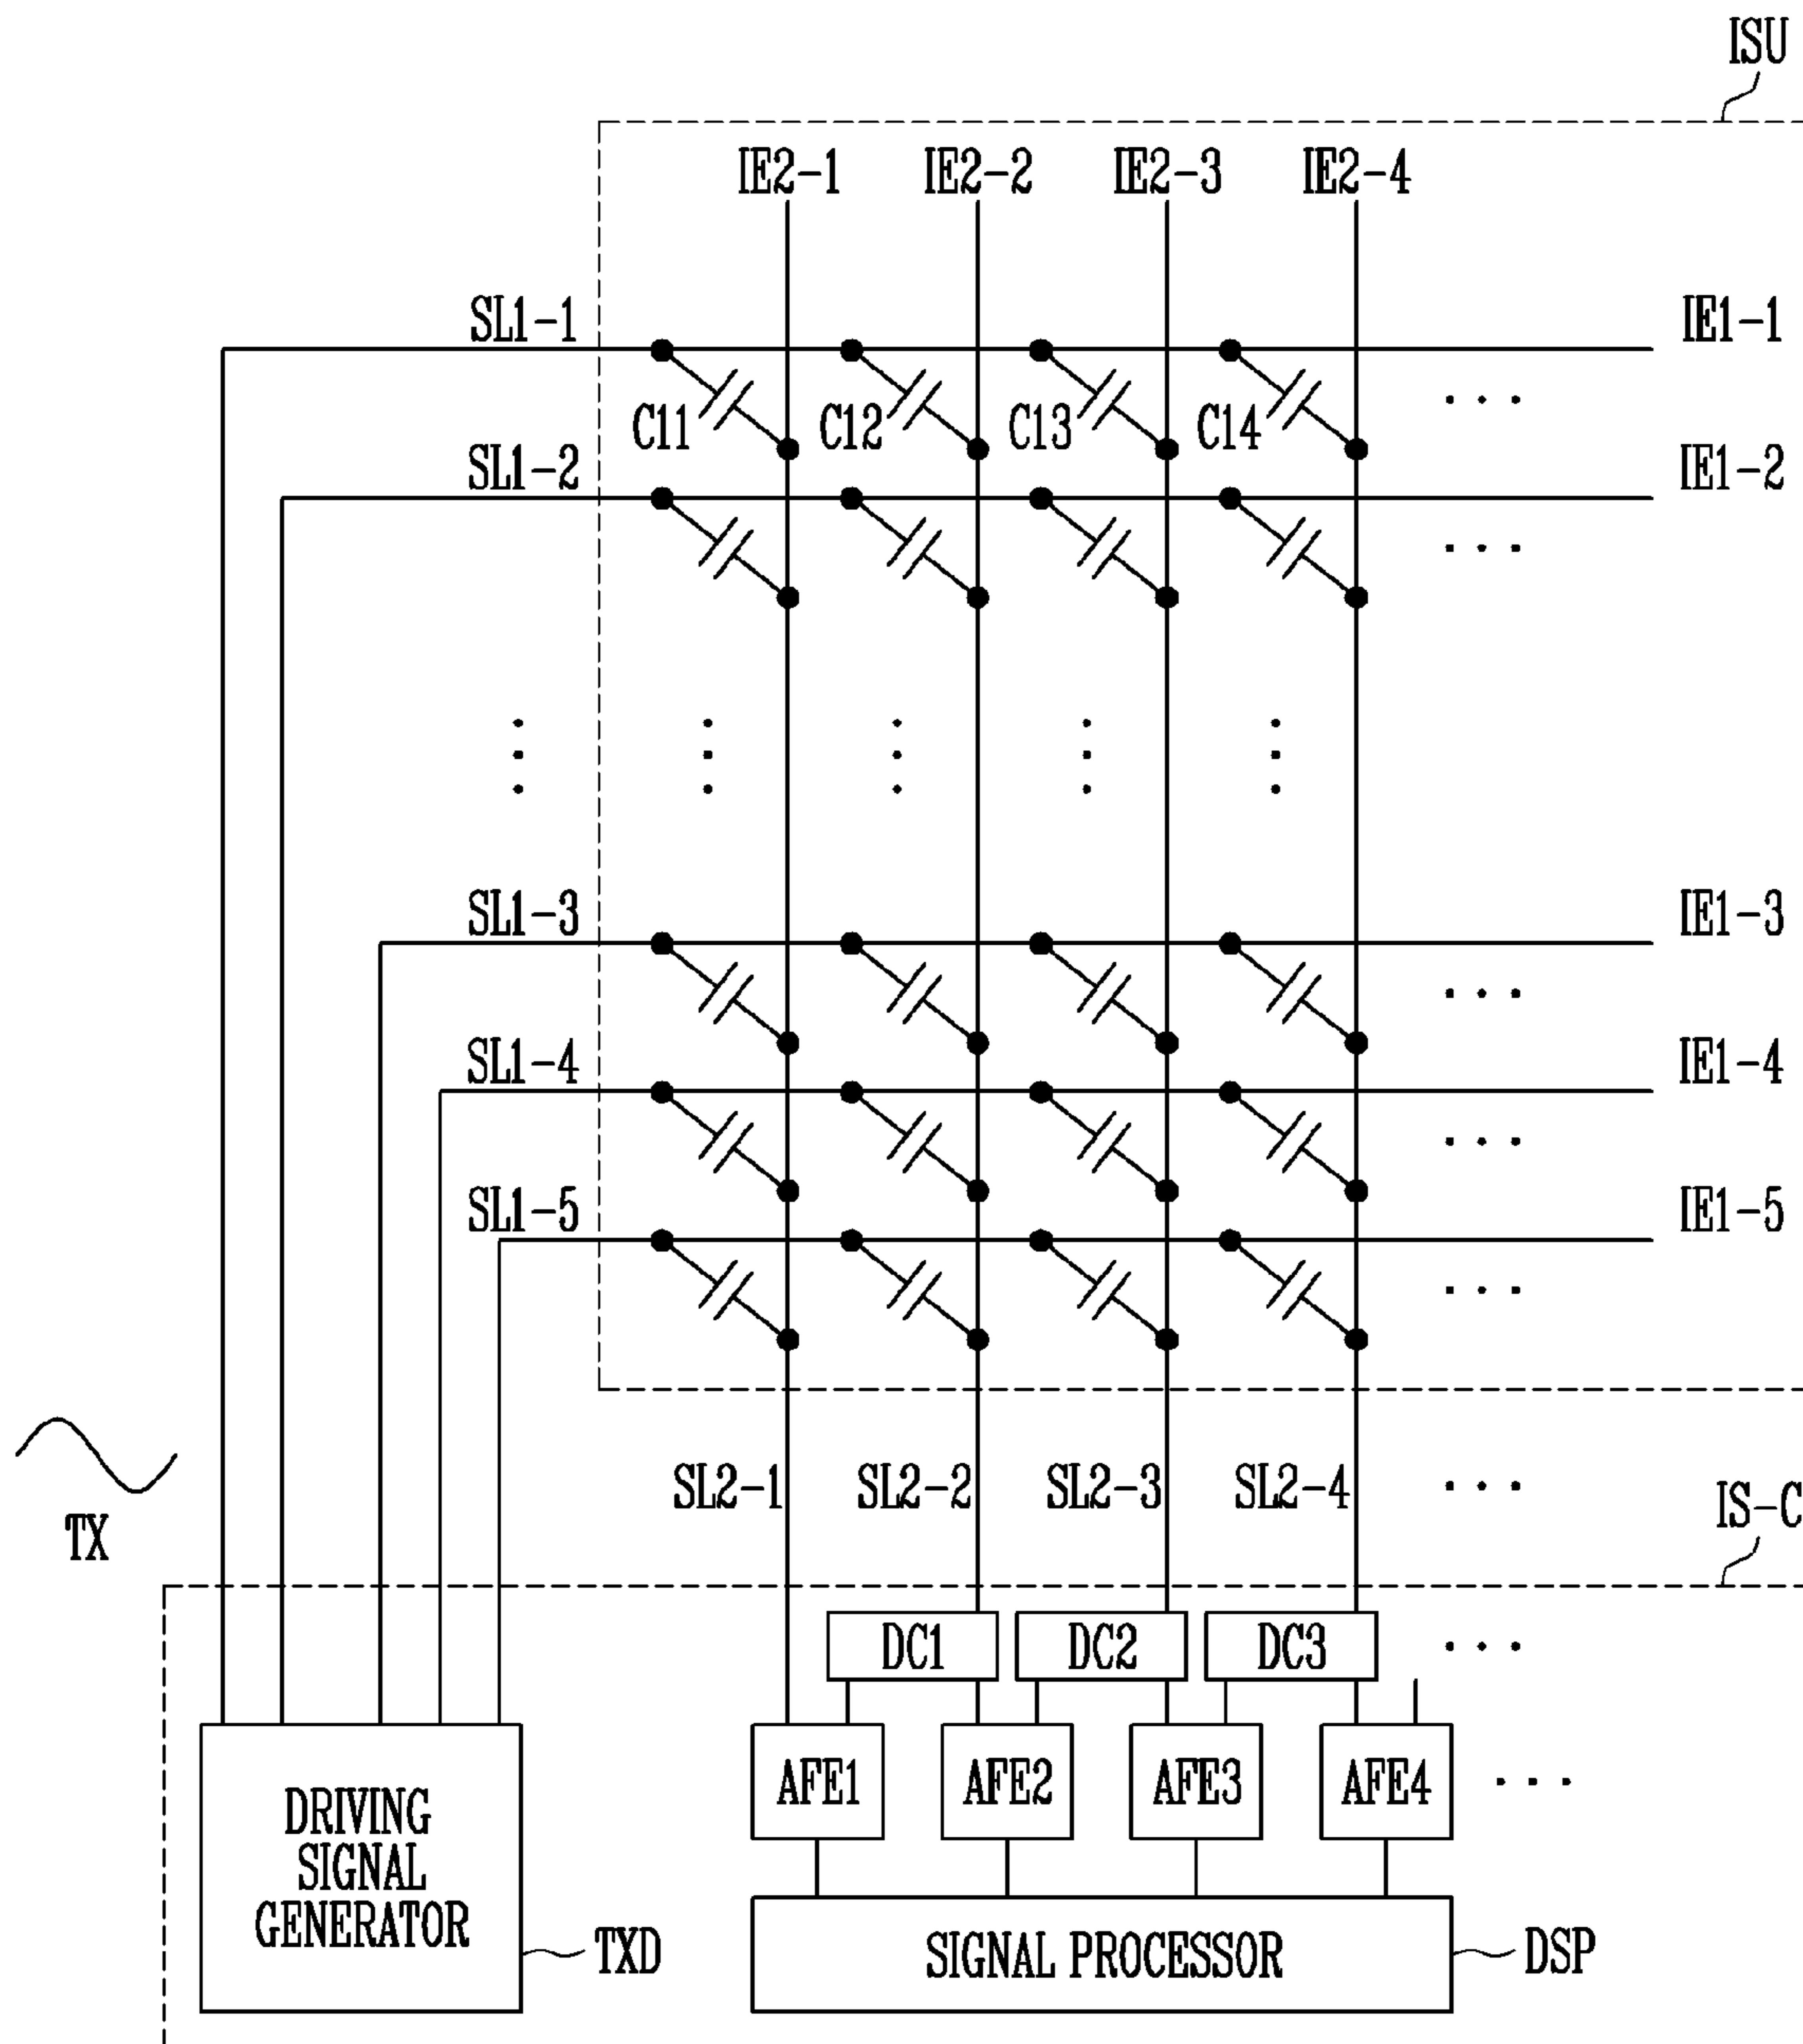 ISU
IE2-1 IE2-2 IE2-3 IE2-4
SL1-1 IE1-1
C11 C12 C13 C14
SL1-2 IE1-2
SL1-3 IE1-3
SL1-4 IE1-4
SL1-5 IE1-5
SL2-1 SL2-2 SL2-3 SL2-4
IS-C
TX
DC1 DC2 DC3
AFE1 AFE2 AFE3 AFE4
DRIVING
SIGNAL
GENERATOR
TXD
SIGNAL PROCESSOR
DSP